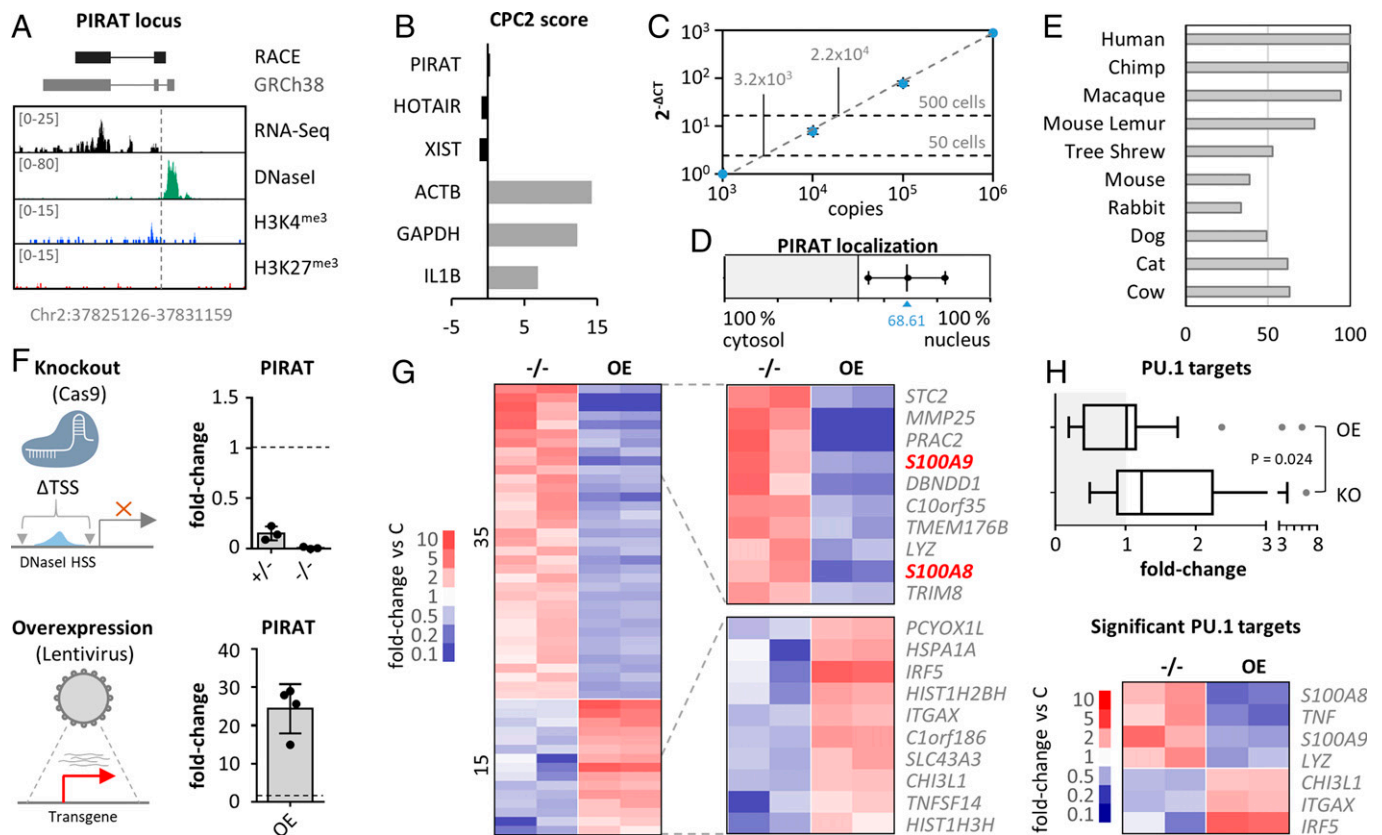 A
PIRAT locus
RACE
GRCh38
[0-25]
RNA-Seq
[0-80]
DNaseI
[0-15]
H3K4me3
[0-15]
H3K27me3
Chr2:37825126-37831159
B
CPC2 score
PIRAT
HOTAIR
XIST
ACTB
GAPDH
IL1B
-5 5 15
C
2-ΔCT
10³
10²
10¹
10⁰
3.2x10³
2.2x10⁴
500 cells
50 cells
10³ 10⁴ 10⁵ 10⁶
copies
D
PIRAT localization
100 % cytosol
68.61
100 % nucleus
E
Human
Chimp
Macaque
Mouse Lemur
Tree Shrew
Mouse
Rabbit
Dog
Cat
Cow
0 50 100
F
Knockout
(Cas9)
ΔTSS
DNaseI HSS
PIRAT
fold-change
1.5
1
0.5
0
+/- -/-
Overexpression
(Lentivirus)
Transgene
PIRAT
fold-change
40
30
20
10
0
OE
G
-/- OE
fold-change vs C
10
5
2
1
0.5
0.2
0.1
35
15
-/- OE
STC2
MMP25
PRAC2
S100A9
DBNDD1
C10orf35
TMEM176B
LYZ
S100A8
TRIM8
PCYOX1L
HSPA1A
IRF5
HIST1H2BH
ITGAX
C1orf186
SLC43A3
CHI3L1
TNFSF14
HIST1H3H
H
PU.1 targets
OE
P = 0.024
KO
0 1 2 3 3 8
fold-change
Significant PU.1 targets
-/- OE
fold-change vs C
10
5
2
1
0.5
0.2
0.1
S100A8
TNF
S100A9
LYZ
CHI3L1
ITGAX
IRF5